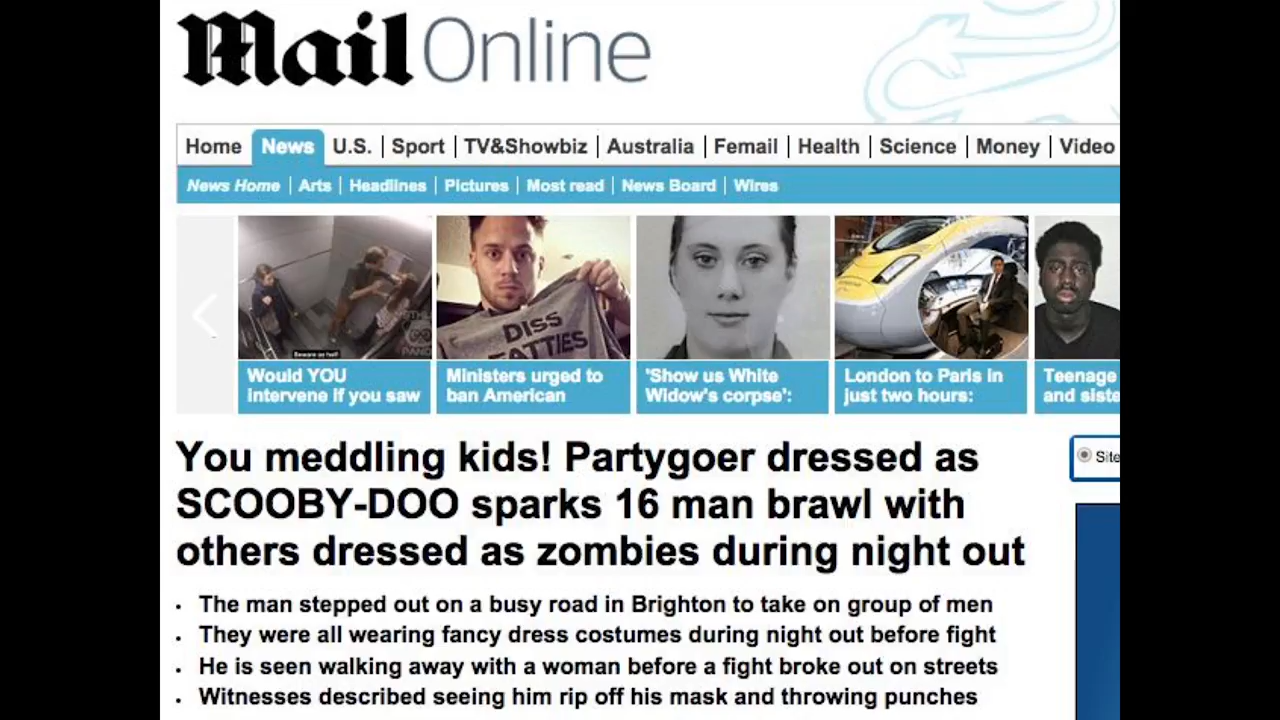 Mail Online
Home News U.S. Sport TV&Showbiz Australia Femail Health Science Money Video
News Home Arts Headlines Pictures Most read News Board Wires
DISS
FATTIES
Beware as hell
Would YOU
intervene if you saw
Ministers urged to
ban American
'Show us White
Widow's corpse':
London to Paris in
just two hours:
Teenage
and siste
You meddling kids! Partygoer dressed as
SCOOBY-DOO sparks 16 man brawl with
others dressed as zombies during night out
Site
• The man stepped out on a busy road in Brighton to take on group of men
• They were all wearing fancy dress costumes during night out before fight
• He is seen walking away with a woman before a fight broke out on streets
• Witnesses described seeing him rip off his mask and throwing punches